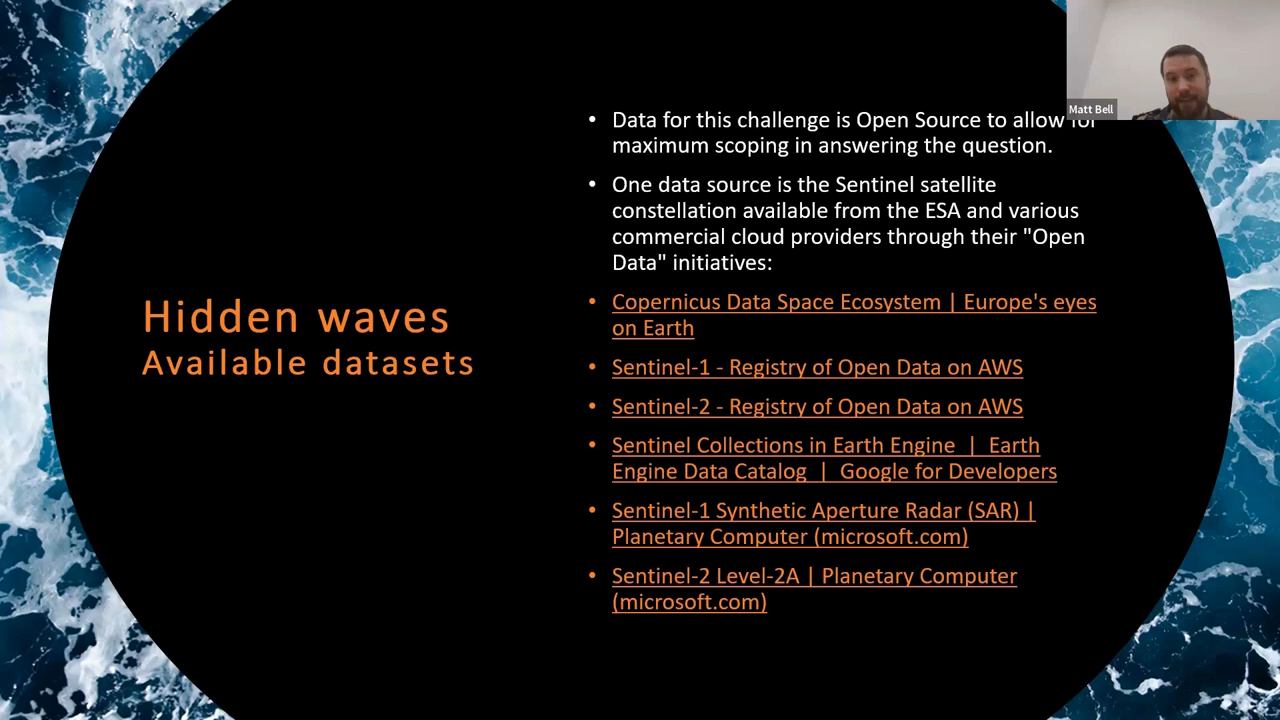 Matt Bell
Hidden waves
Available datasets
• Data for this challenge is Open Source to allow for
maximum scoping in answering the question.
• One data source is the Sentinel satellite
constellation available from the ESA and various
commercial cloud providers through their "Open
Data" initiatives:
• Copernicus Data Space Ecosystem | Europe's eyes
on Earth
• Sentinel-1 - Registry of Open Data on AWS
• Sentinel-2 - Registry of Open Data on AWS
• Sentinel Collections in Earth Engine | Earth
Engine Data Catalog | Google for Developers
• Sentinel-1 Synthetic Aperture Radar (SAR) |
Planetary Computer (microsoft.com)
• Sentinel-2 Level-2A | Planetary Computer
(microsoft.com)